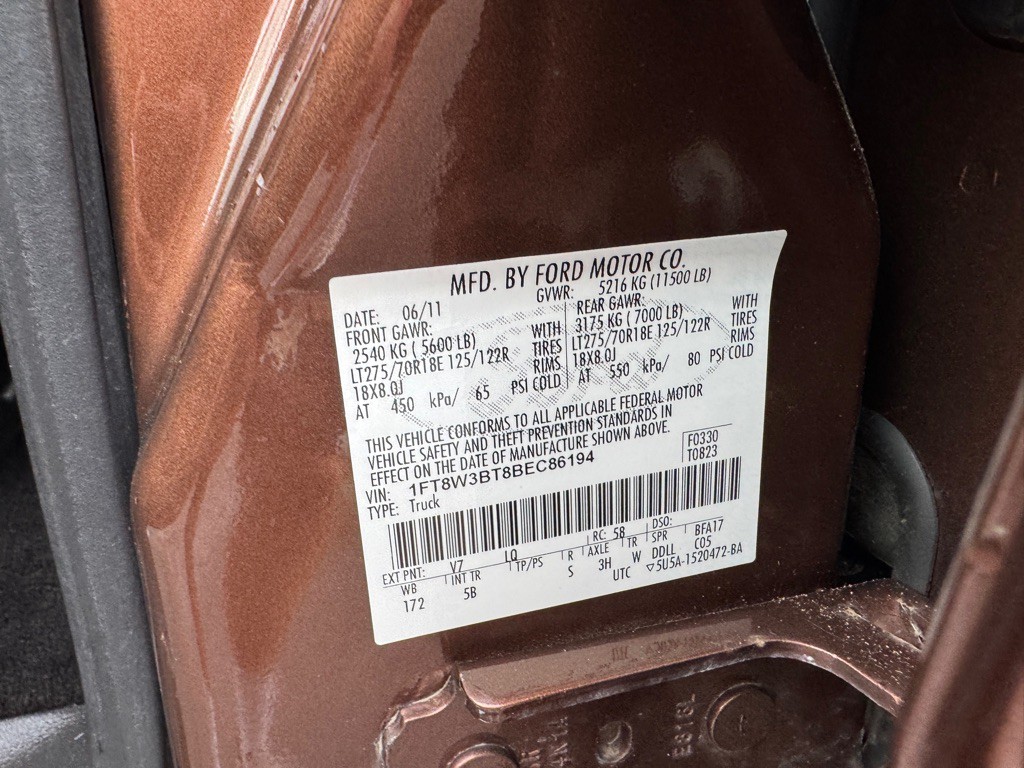 MFD. BY FORD MOTOR CO.
DATE: 06/11 GVWR: 5216 KG (11500 LB)
FRONT GAWR: REAR GAWR:
2540 KG ( 5600 LB) WITH 3175 KG ( 7000 LB) WITH
LT275/70R18E 125/122R TIRES LT275/70R18E 125/122R TIRES
18X8.0J RIMS 18X8.0J RIMS
AT 450 kPa/ 65 PSI COLD AT 550 kPa/ 80 PSI COLD
THIS VEHICLE CONFORMS TO ALL APPLICABLE FEDERAL MOTOR
VEHICLE SAFETY AND THEFT PREVENTION STANDARDS IN
EFFECT ON THE DATE OF MANUFACTURE SHOWN ABOVE.
F0330
T0B23
VIN: 1FT8W3BT8BEC86194
TYPE: Truck
EXT PNT: V7 LQ RC: 58 DSO:
WB INT TR TP/PS R AXLE TR SPR BFA17
172 5B S 3H W DDLL C05
UTC ▽5U5A-1520472-BA